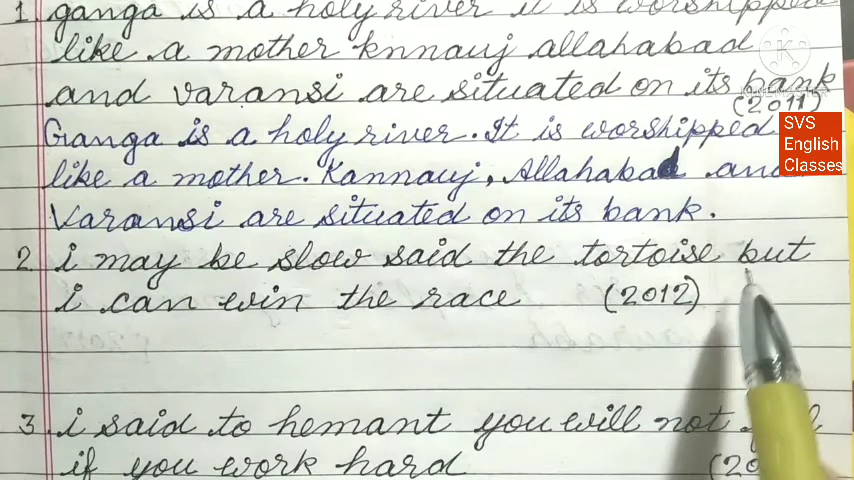 1 ganga is a holy river it is worshipped
like a mother knnauj allahabad
and varansi are situated on its bank
(2011)
Ganga is a holy river. It is worshipped
like a mother. Kannauj, Allahabad and
Varansi are situated on its bank.
2 i may be slow said the tortoise but
i can win the race (2012)
3. i said to hemant you will not
if you work hard
SVS
English
Classes